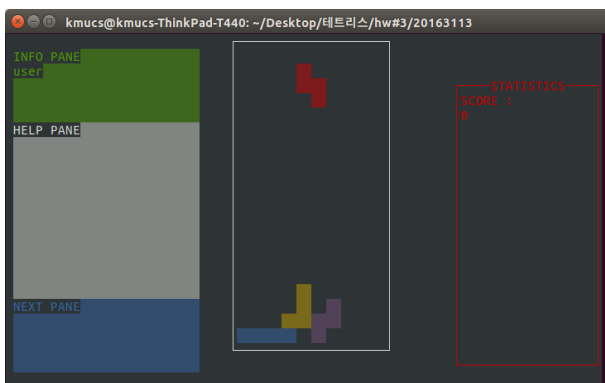 kmucs@kmucs-ThinkPad-T440: ~/Desktop/테트리스/hw#3/20163113
INFO PANE
user
HELP PANE
NEXT PANE
STATISTICS
SCORE :
0